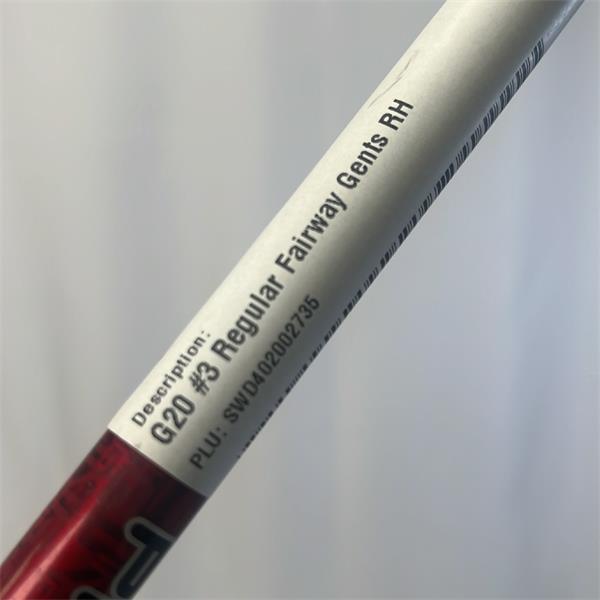 Description:
G20 #3 Regular Fairway Gents RH
PLU: SWD402002735